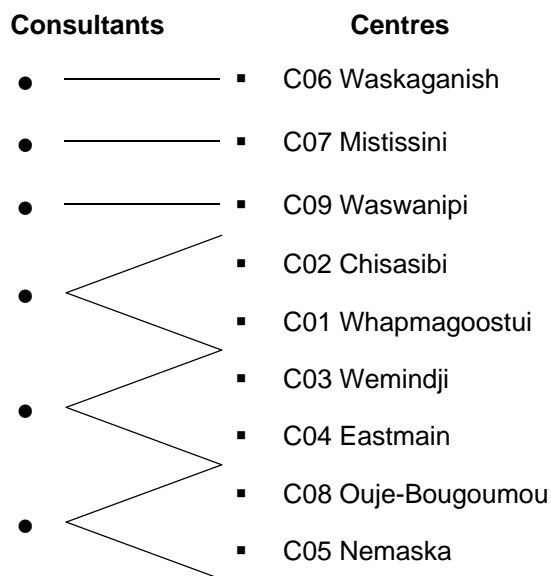 Consultants Centres
C06 Waskaganish
C07 Mistissini
C09 Waswanipi
C02 Chisasibi
C01 Whapmagoostui
C03 Wemindji
C04 Eastmain
C08 Ouje-Bougoumou
C05 Nemaska